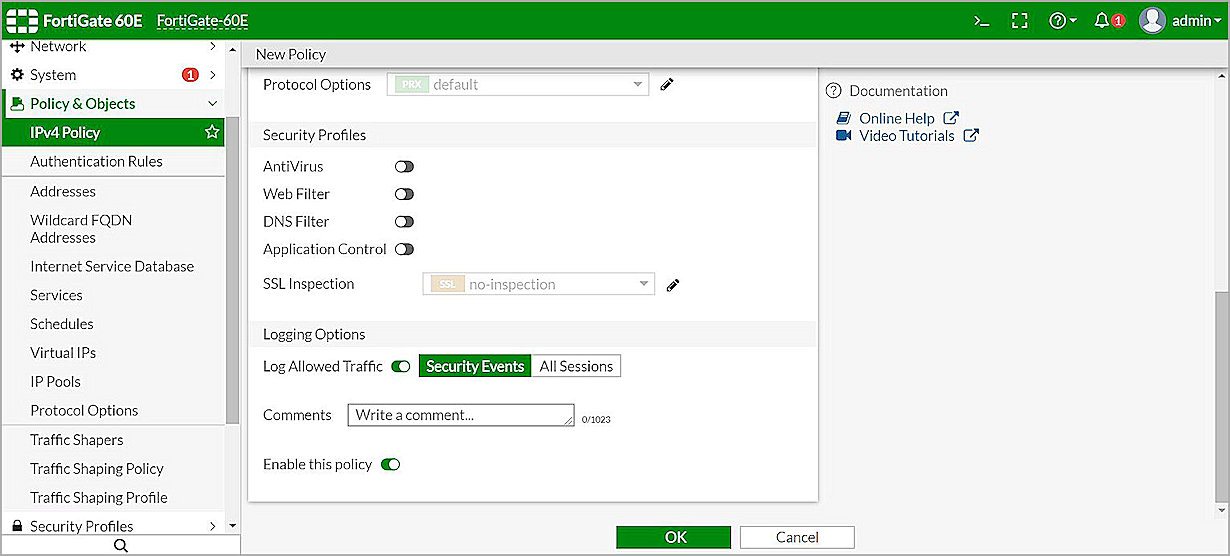 FortiGate 60E FortiGate-60E >_ 1 admin
Network
System 1
Policy & Objects
IPv4 Policy
Authentication Rules
Addresses
Wildcard FQDN
Addresses
Internet Service Database
Services
Schedules
Virtual IPs
IP Pools
Protocol Options
Traffic Shapers
Traffic Shaping Policy
Traffic Shaping Profile
Security Profiles
New Policy
Protocol Options PRX default
Security Profiles
AntiVirus
Web Filter
DNS Filter
Application Control
SSL Inspection SSL no-inspection
Logging Options
Log Allowed Traffic Security Events All Sessions
Comments Write a comment... 0/1023
Enable this policy
OK Cancel
Documentation
Online Help
Video Tutorials